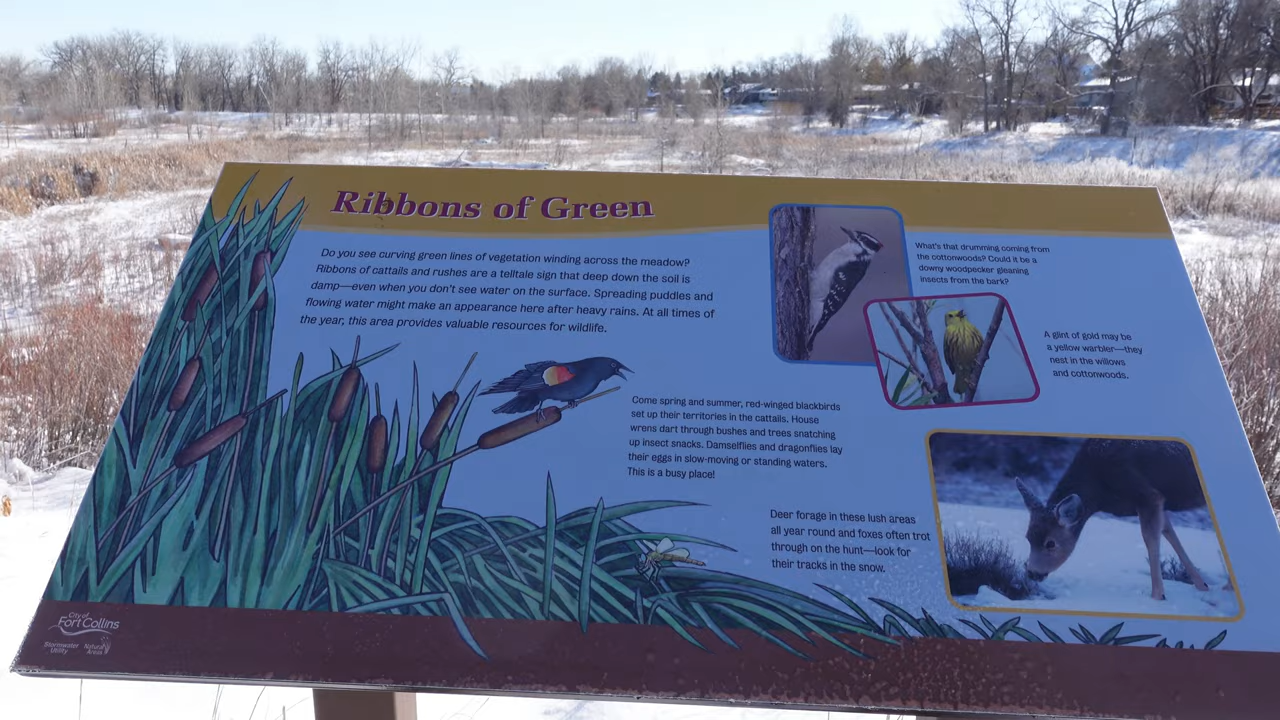 Ribbons of Green
Do you see curving green lines of vegetation winding across the meadow?
Ribbons of cattails and rushes are a telltale sign that deep down the soil is
damp—even when you don't see water on the surface. Spreading puddles and
flowing water might make an appearance here after heavy rains. At all times of
the year, this area provides valuable resources for wildlife.
What's that drumming coming from
the cottonwoods? Could it be a
downy woodpecker gleaning
insects from the bark?
A glint of gold may be
a yellow warbler—they
nest in the willows
and cottonwoods.
Come spring and summer, red-winged blackbirds
set up their territories in the cattails. House
wrens dart through bushes and trees snatching
up insect snacks. Damselflies and dragonflies lay
their eggs in slow-moving or standing waters.
This is a busy place!
Deer forage in these lush areas
all year round and foxes often trot
through on the hunt—look for
their tracks in the snow.
City of
Fort Collins
Stormwater
Utility
Natural
Areas